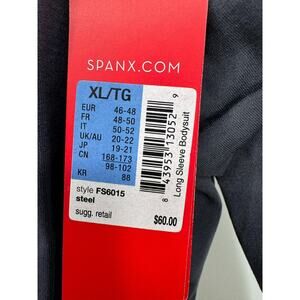 SPANX.COM
XL/TG
EUR 46-48
FR 48-50
IT 50-52
UK/AU 20-22
JP 19-21
CN 168-173
98-102
KR 88
style FS6015
steel
sugg. retail
$60.00
8 43953 13052 9
Long Sleeve Bodysuit